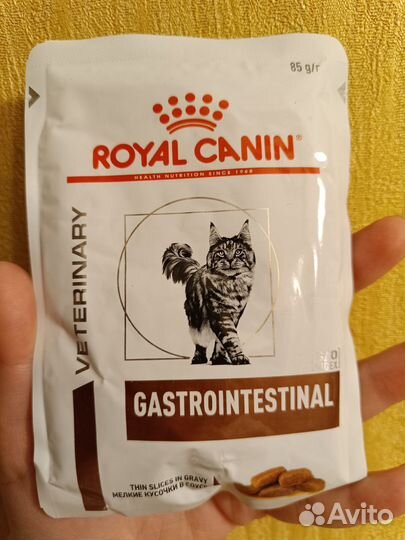 85 g/г
ROYAL CANIN
HEALTH NUTRITION SINCE 1968
VETERINARY
GASTROINTESTINAL
THIN SLICES IN GRAVY
МЕЛКИЕ КУСОЧКИ В СОУСЕ
Avito